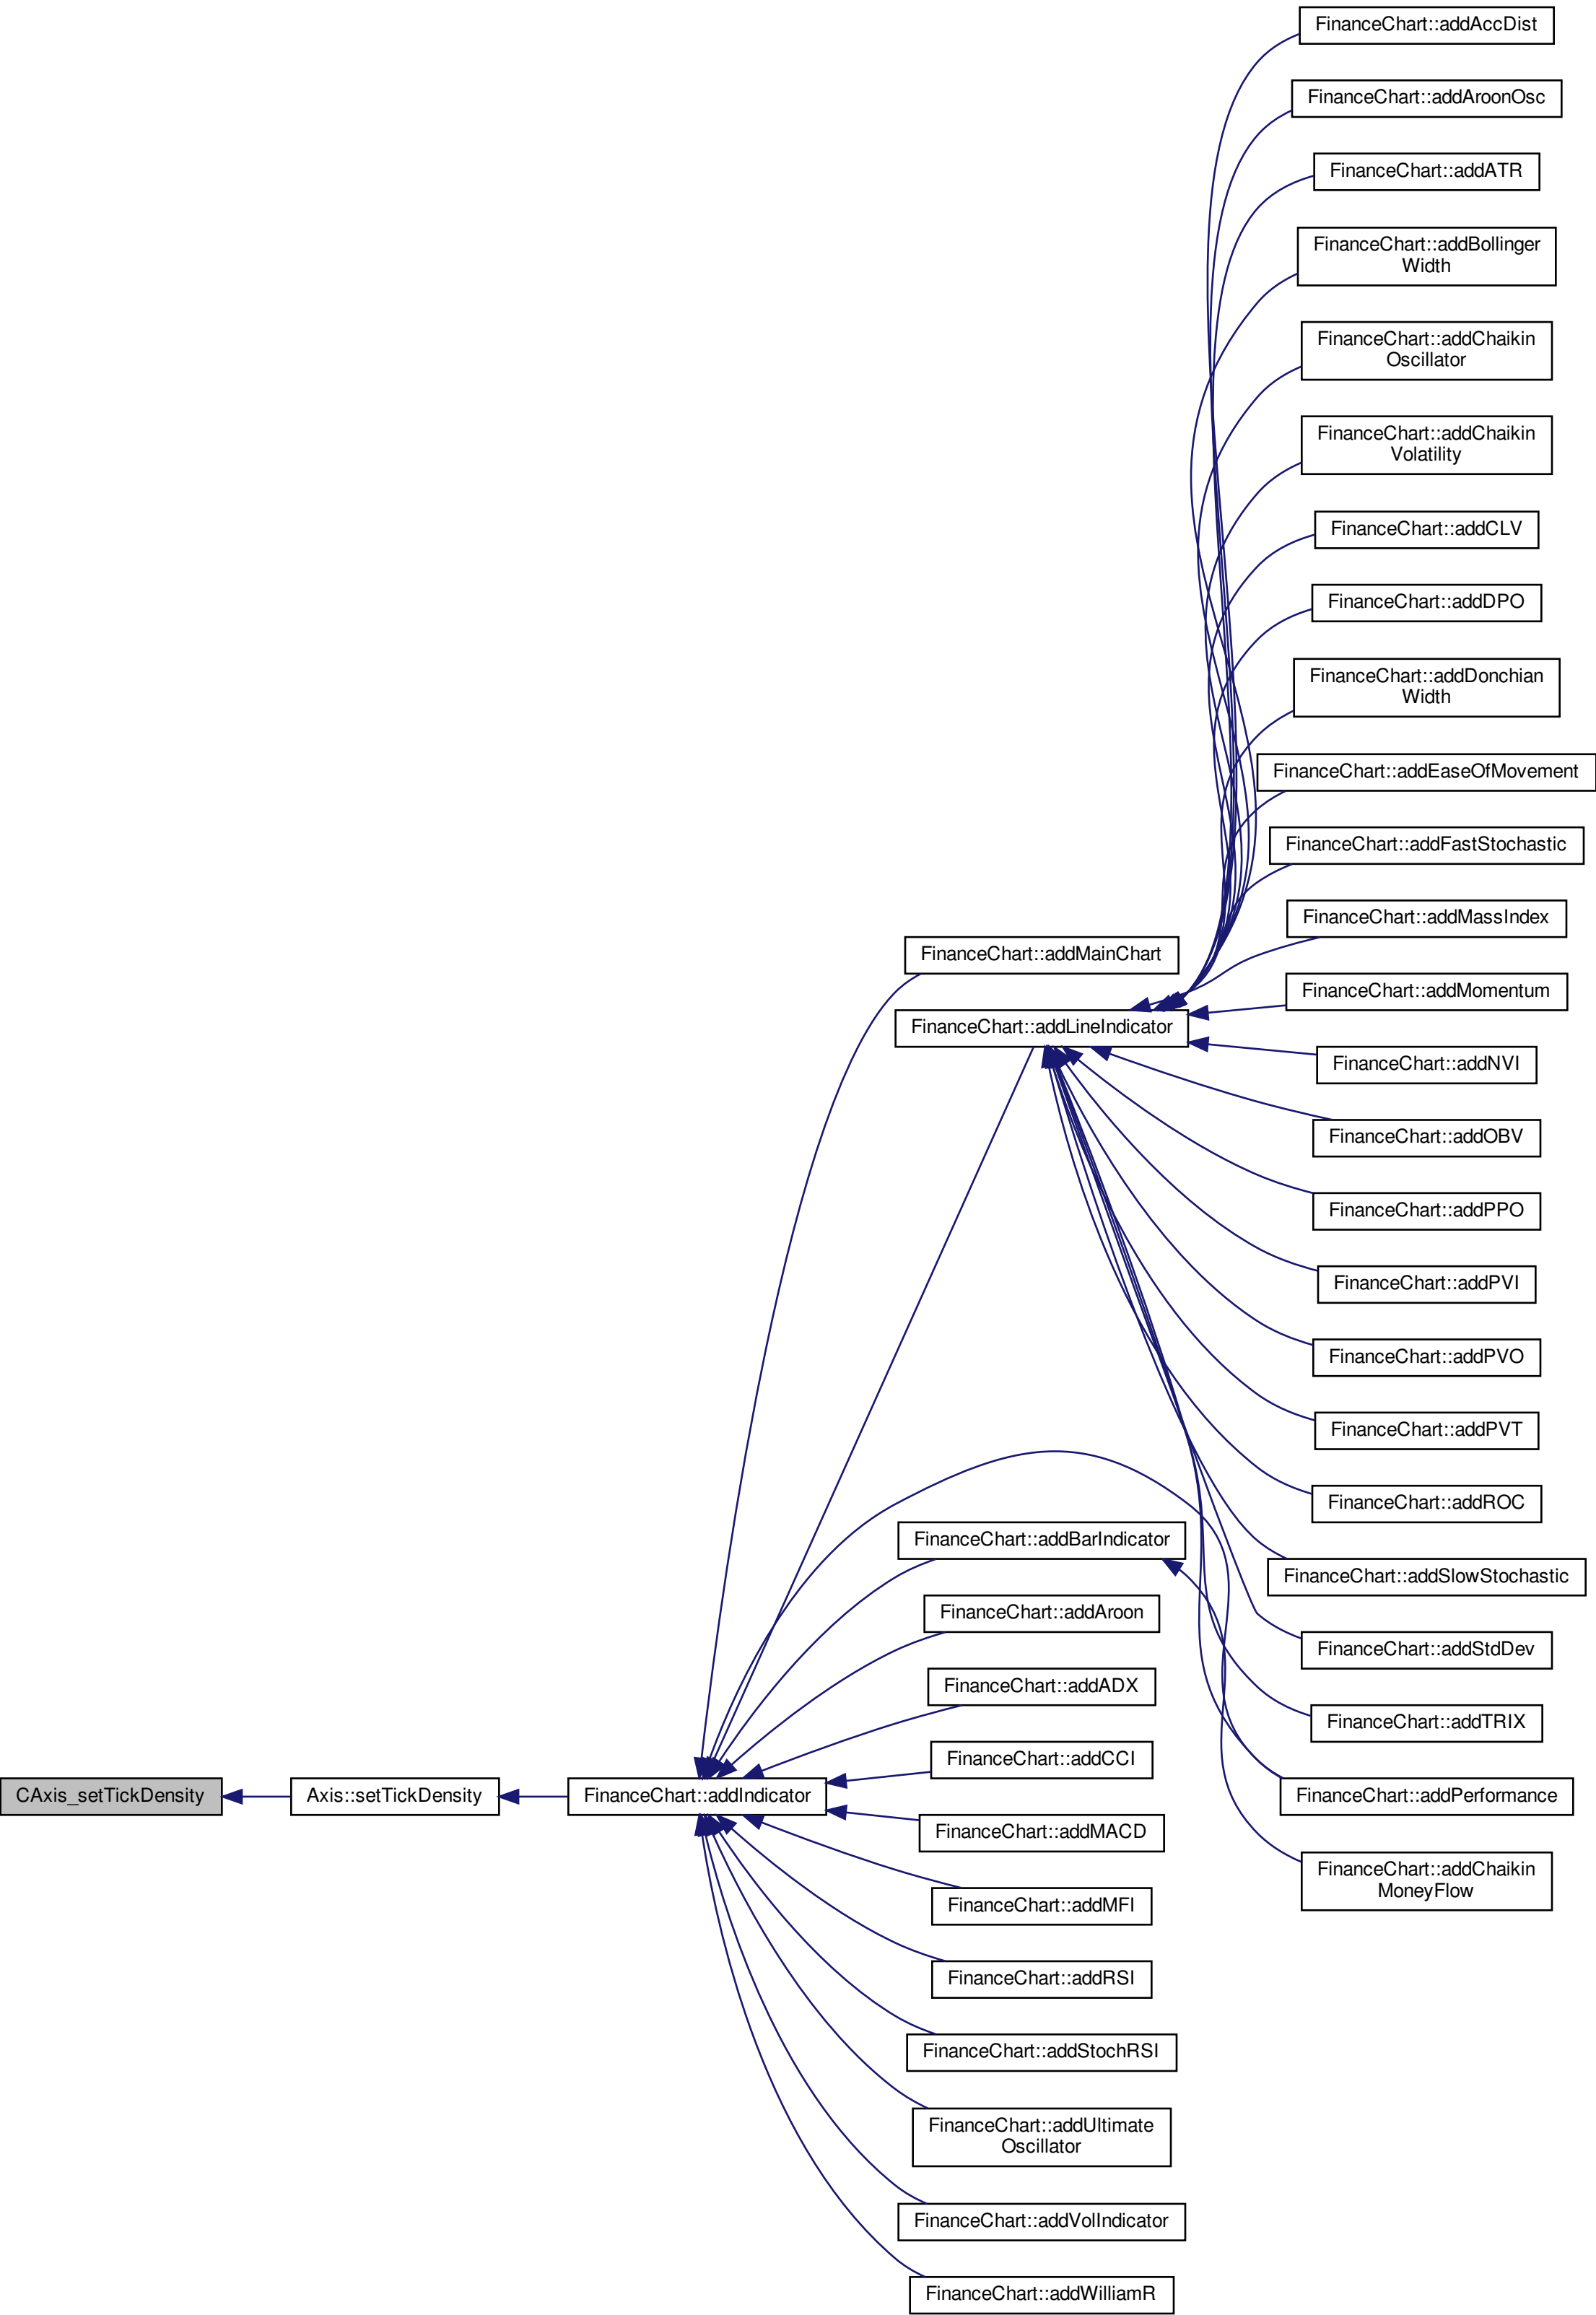 FinanceChart::addAccDist
FinanceChart::addAroonOsc
FinanceChart::addATR
FinanceChart::addBollinger
Width
FinanceChart::addChaikin
Oscillator
FinanceChart::addChaikin
Volatility
FinanceChart::addCLV
FinanceChart::addDPO
FinanceChart::addDonchian
Width
FinanceChart::addEaseOfMovement
FinanceChart::addFastStochastic
FinanceChart::addMassIndex
FinanceChart::addMainChart
FinanceChart::addMomentum
FinanceChart::addLineIndicator
FinanceChart::addNVI
FinanceChart::addOBV
FinanceChart::addPPO
FinanceChart::addPVI
FinanceChart::addPVO
FinanceChart::addPVT
FinanceChart::addROC
FinanceChart::addBarIndicator
FinanceChart::addSlowStochastic
FinanceChart::addAroon
FinanceChart::addStdDev
FinanceChart::addADX
FinanceChart::addTRIX
FinanceChart::addCCI
CAxis_setTickDensity
Axis::setTickDensity
FinanceChart::addIndicator
FinanceChart::addPerformance
FinanceChart::addMACD
FinanceChart::addChaikin
MoneyFlow
FinanceChart::addMFI
FinanceChart::addRSI
FinanceChart::addStochRSI
FinanceChart::addUltimate
Oscillator
FinanceChart::addVolIndicator
FinanceChart::addWilliamR